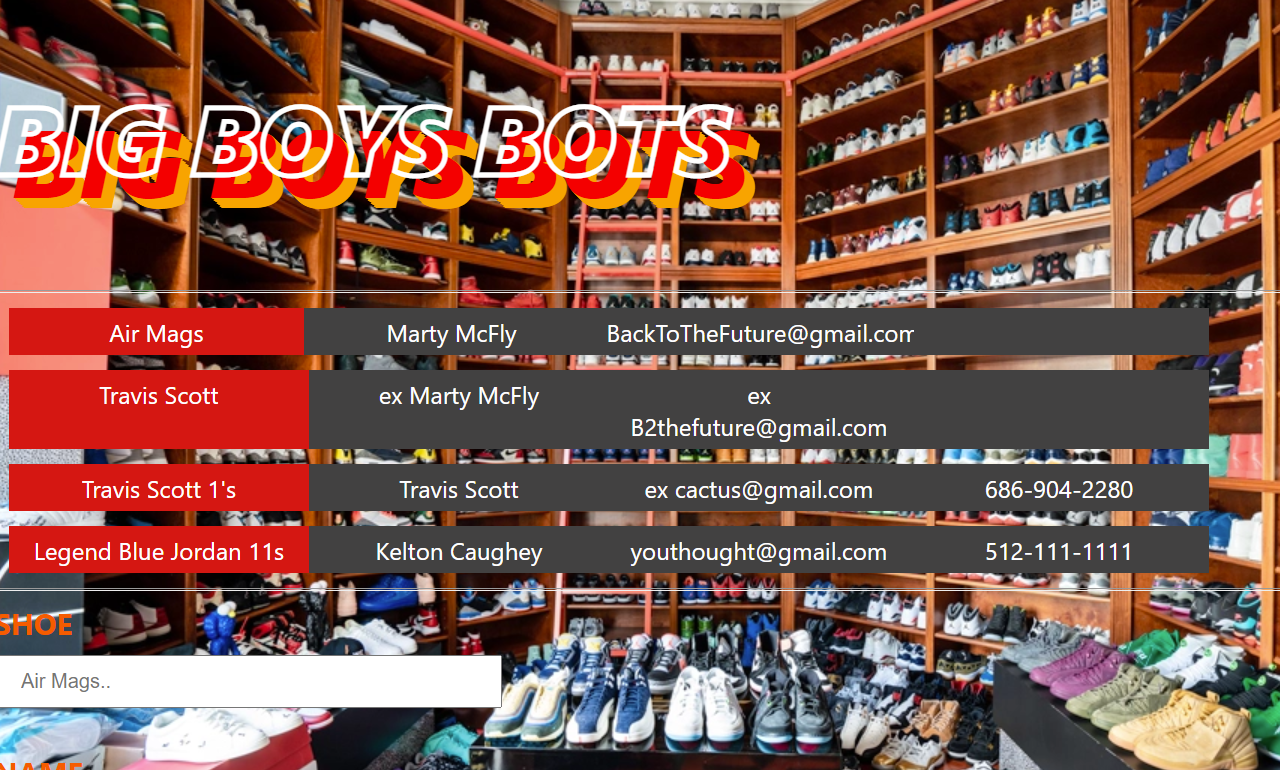 BIG BOYS BOTS
Air Mags Marty McFly BackToTheFuture@gmail.com
Travis Scott ex Marty McFly ex
B2thefuture@gmail.com
Travis Scott 1's Travis Scott ex cactus@gmail.com 686-904-2280
Legend Blue Jordan 11s Kelton Caughey youthought@gmail.com 512-111-1111
SHOE
Air Mags..
NAME